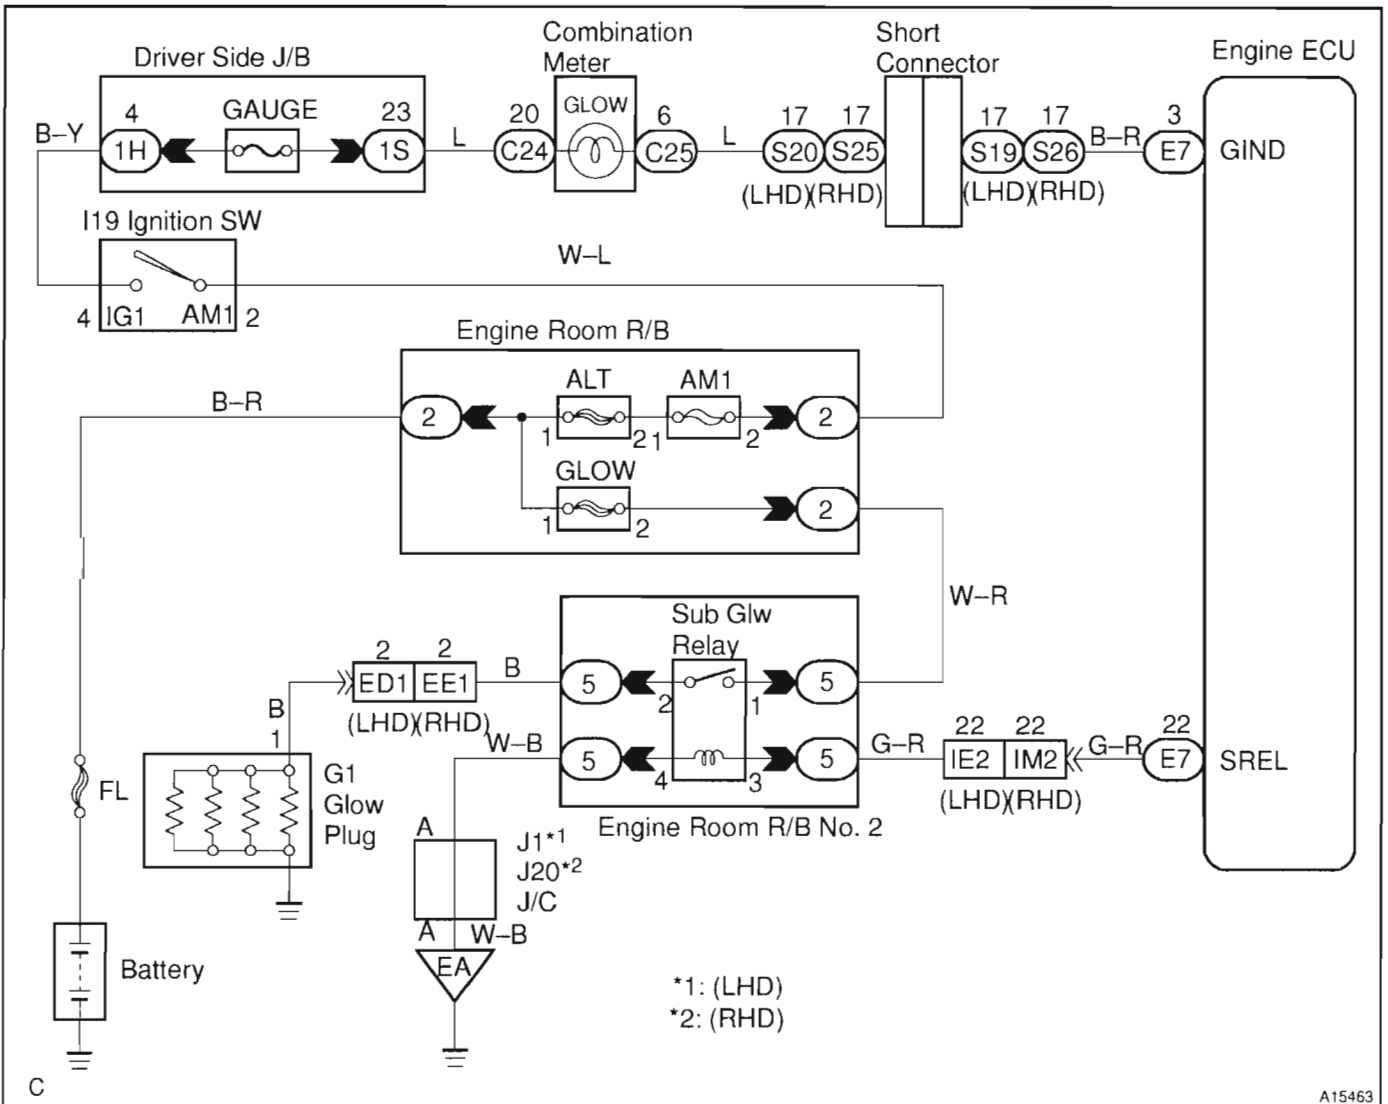 Driver Side J/B
Combination
Meter
Short
Connector
Engine ECU
4
GAUGE
23
20
GLOW
6
17
17
17
17
3
B–Y
1H
1S
L
C24
C25
L
S20
S25
S19
S26
B–R
E7
GIND
(LHD)(RHD)
(LHD)(RHD)
I19 Ignition SW
W–L
4
IG1
AM1
2
Engine Room R/B
ALT
AM1
B–R
2
2
1
2
1
2
GLOW
2
1
2
W–R
Sub Glw
Relay
2
2
B
5
5
ED1
EE1
2
1
(LHD)(RHD)
B
1
W–B
5
5
G–R
22
22
G–R
22
IE2
IM2
E7
SREL
4
3
(LHD)(RHD)
FL
G1
Glow
Plug
Engine Room R/B No. 2
A
J1*1
J20*2
J/C
A
W–B
EA
Battery
*1: (LHD)
*2: (RHD)
C
A15463